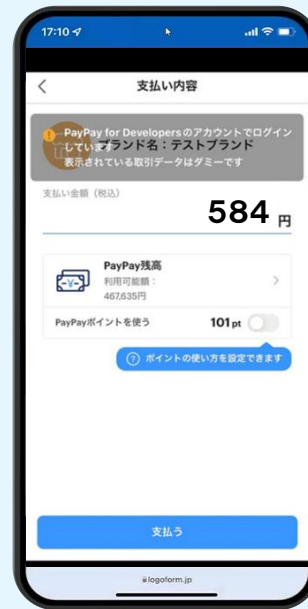 17:10
支払い内容
PayPay for Developersのアカウントでログイン
しています
ブランド名：テストブランド
表示されている取引データはダミーです
支払い金額（税込）
584 円
PayPay残高
利用可能額：
467,635円
PayPayポイントを使う 101 pt
? ポイントの使い方を設定できます
支払う
logoform.jp